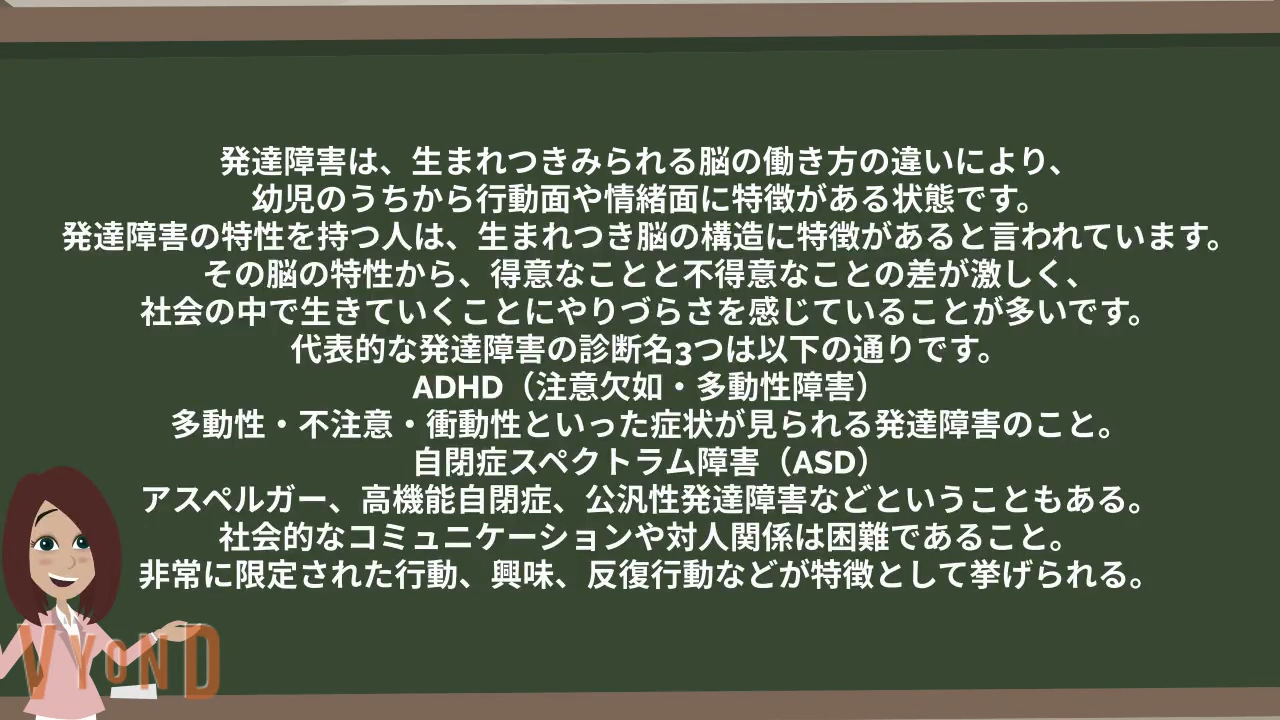 発達障害は、生まれつきみられる脳の働き方の違いにより、
幼児のうちから行動面や情緒面に特徴がある状態です。
発達障害の特性を持つ人は、生まれつき脳の構造に特徴があると言われています。
その脳の特性から、得意なことと不得意なことの差が激しく、
社会の中で生きていくことにやりづらさを感じていることが多いです。
代表的な発達障害の診断名3つは以下の通りです。
ADHD（注意欠如・多動性障害）
多動性・不注意・衝動性といった症状が見られる発達障害のこと。
自閉症スペクトラム障害（ASD）
アスペルガー、高機能自閉症、公汎性発達障害などということもある。
社会的なコミュニケーションや対人関係は困難であること。
非常に限定された行動、興味、反復行動などが特徴として挙げられる。
VYOND